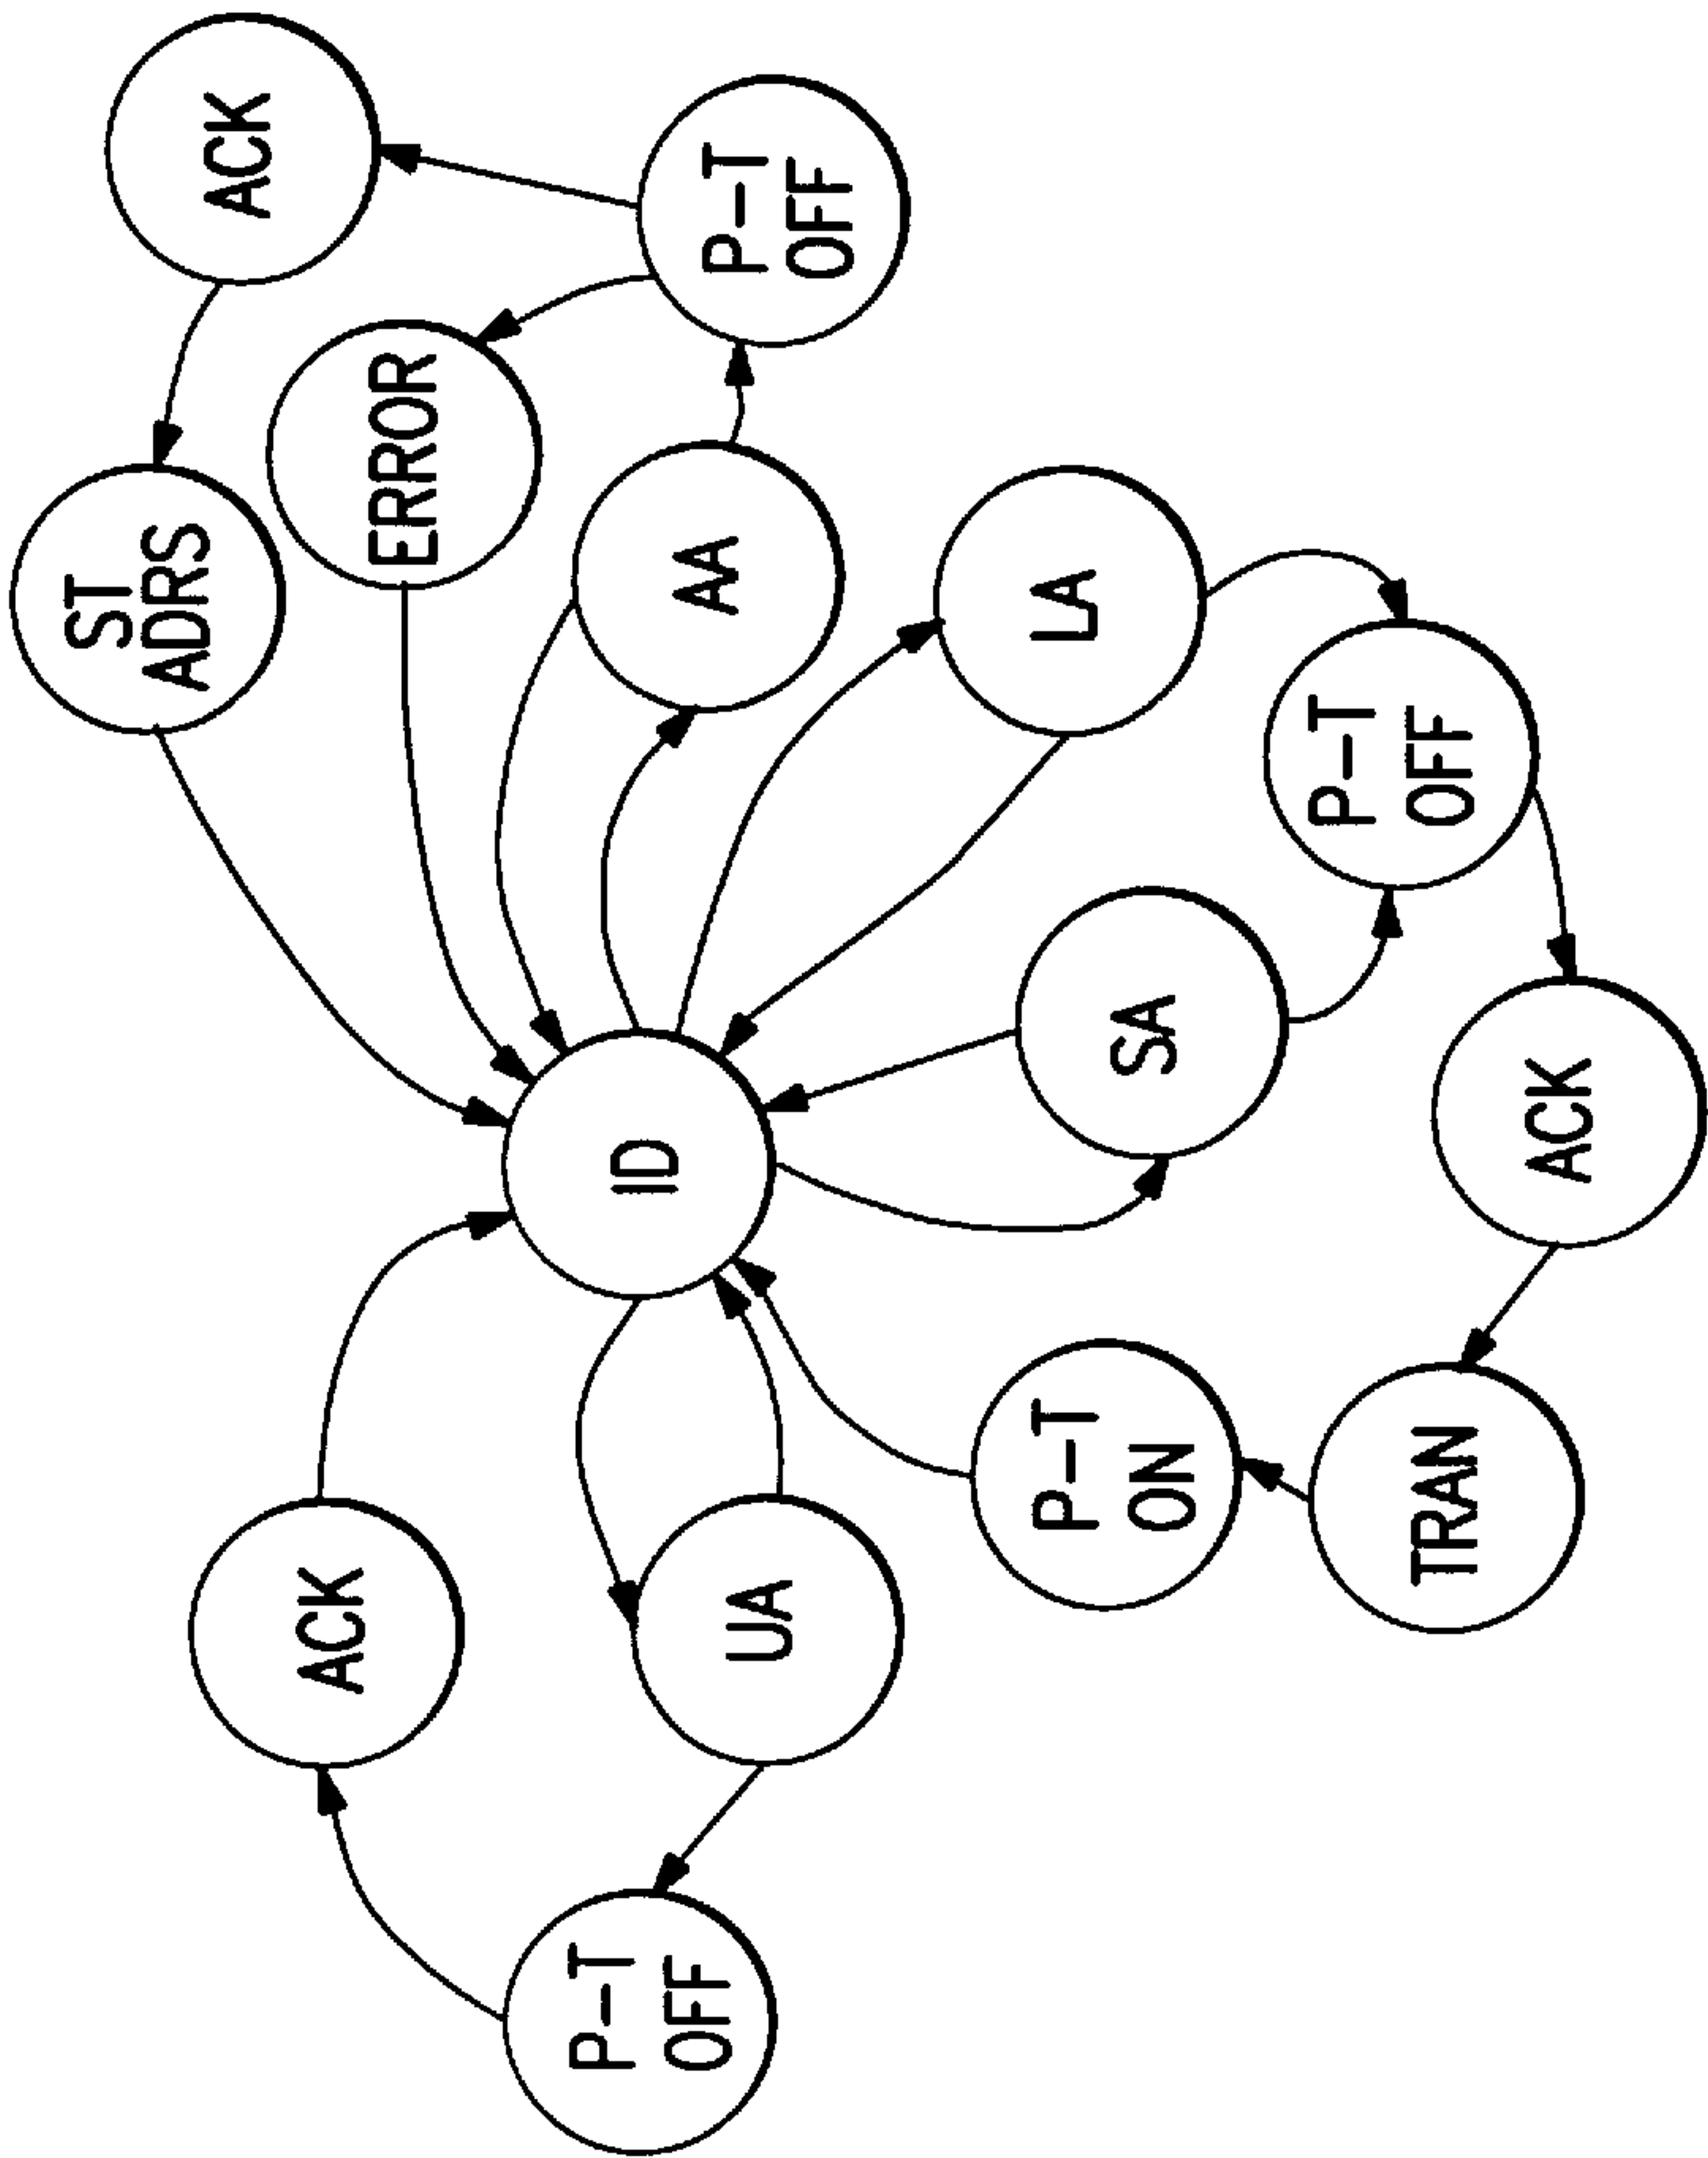 ACK
P-T
OFF
ST
ADRS
ERROR
AA
LA
P-T
OFF
ID
SA
ACK
ACK
UA
P-T
ON
TRAN
P-T
OFF